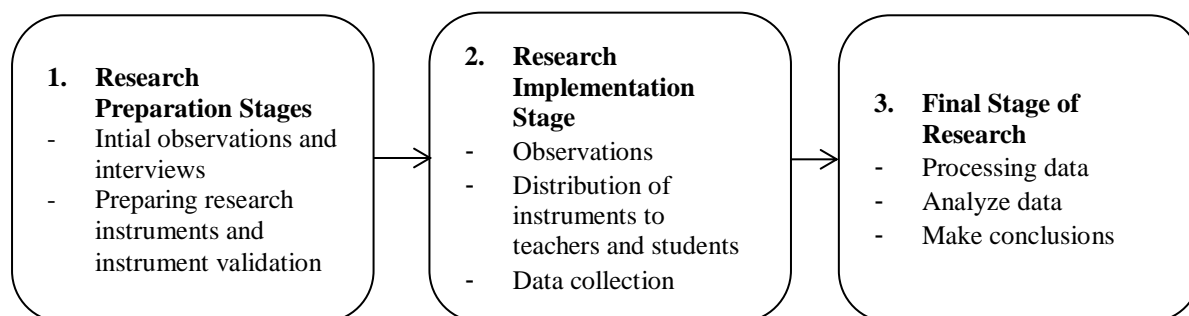 1. Research
Preparation Stages
- Intial observations and
interviews
- Preparing research
instruments and
instrument validation
2. Research
Implementation
Stage
- Observations
- Distribution of
instruments to
teachers and students
- Data collection
3. Final Stage of
Research
- Processing data
- Analyze data
- Make conclusions